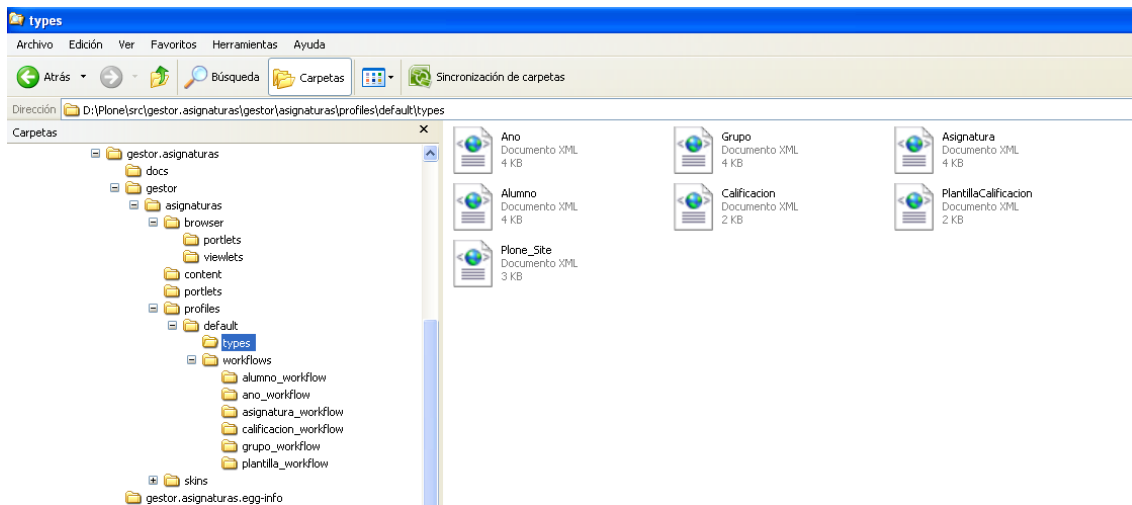 types
Archivo Edición Ver Favoritos Herramientas Ayuda
Atrás Búsqueda Carpetas Sincronización de carpetas
Dirección D:\Plone\src\gestor.asignaturas\gestor\asignaturas\profiles\default\types
Carpetas
gestor.asignaturas
docs
gestor
asignaturas
browser
portlets
viewlets
content
portlets
profiles
default
types
workflows
alumno_workflow
ano_workflow
asignatura_workflow
calificacion_workflow
grupo_workflow
plantilla_workflow
skins
gestor.asignaturas.egg-info
Ano
Documento XML
4 KB
Grupo
Documento XML
4 KB
Asignatura
Documento XML
4 KB
Alumno
Documento XML
4 KB
Calificacion
Documento XML
2 KB
PlantillaCalificacion
Documento XML
2 KB
Plone_Site
Documento XML
3 KB